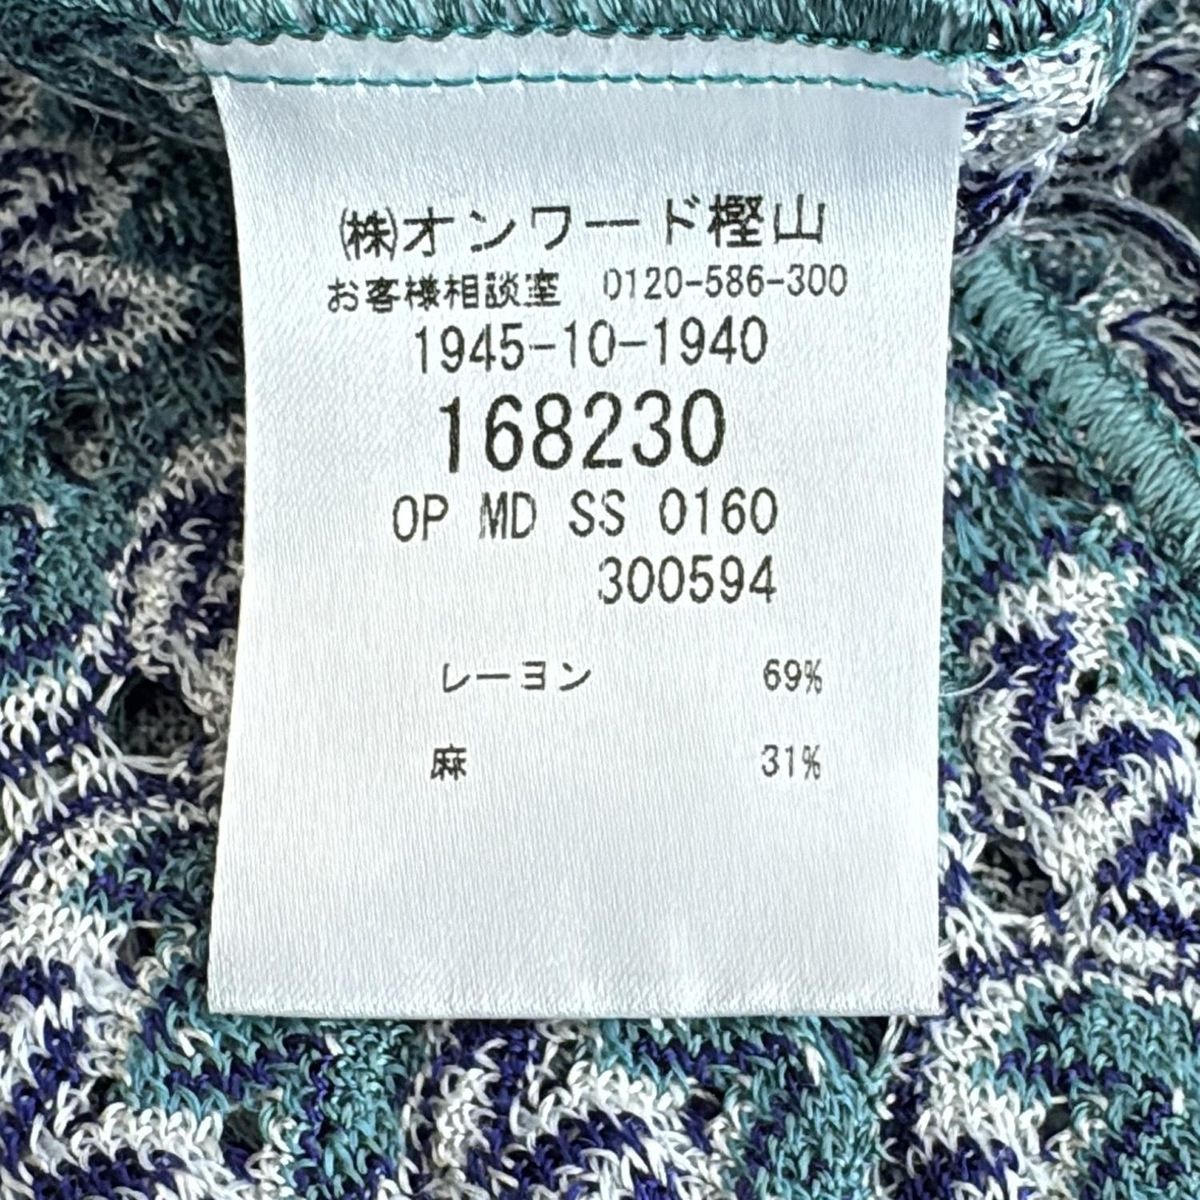 ㈱オンワード樫山
お客様相談室 0120-586-300
1945-10-1940
168230
OP MD SS 0160
300594
レーヨン 69%
麻 31%